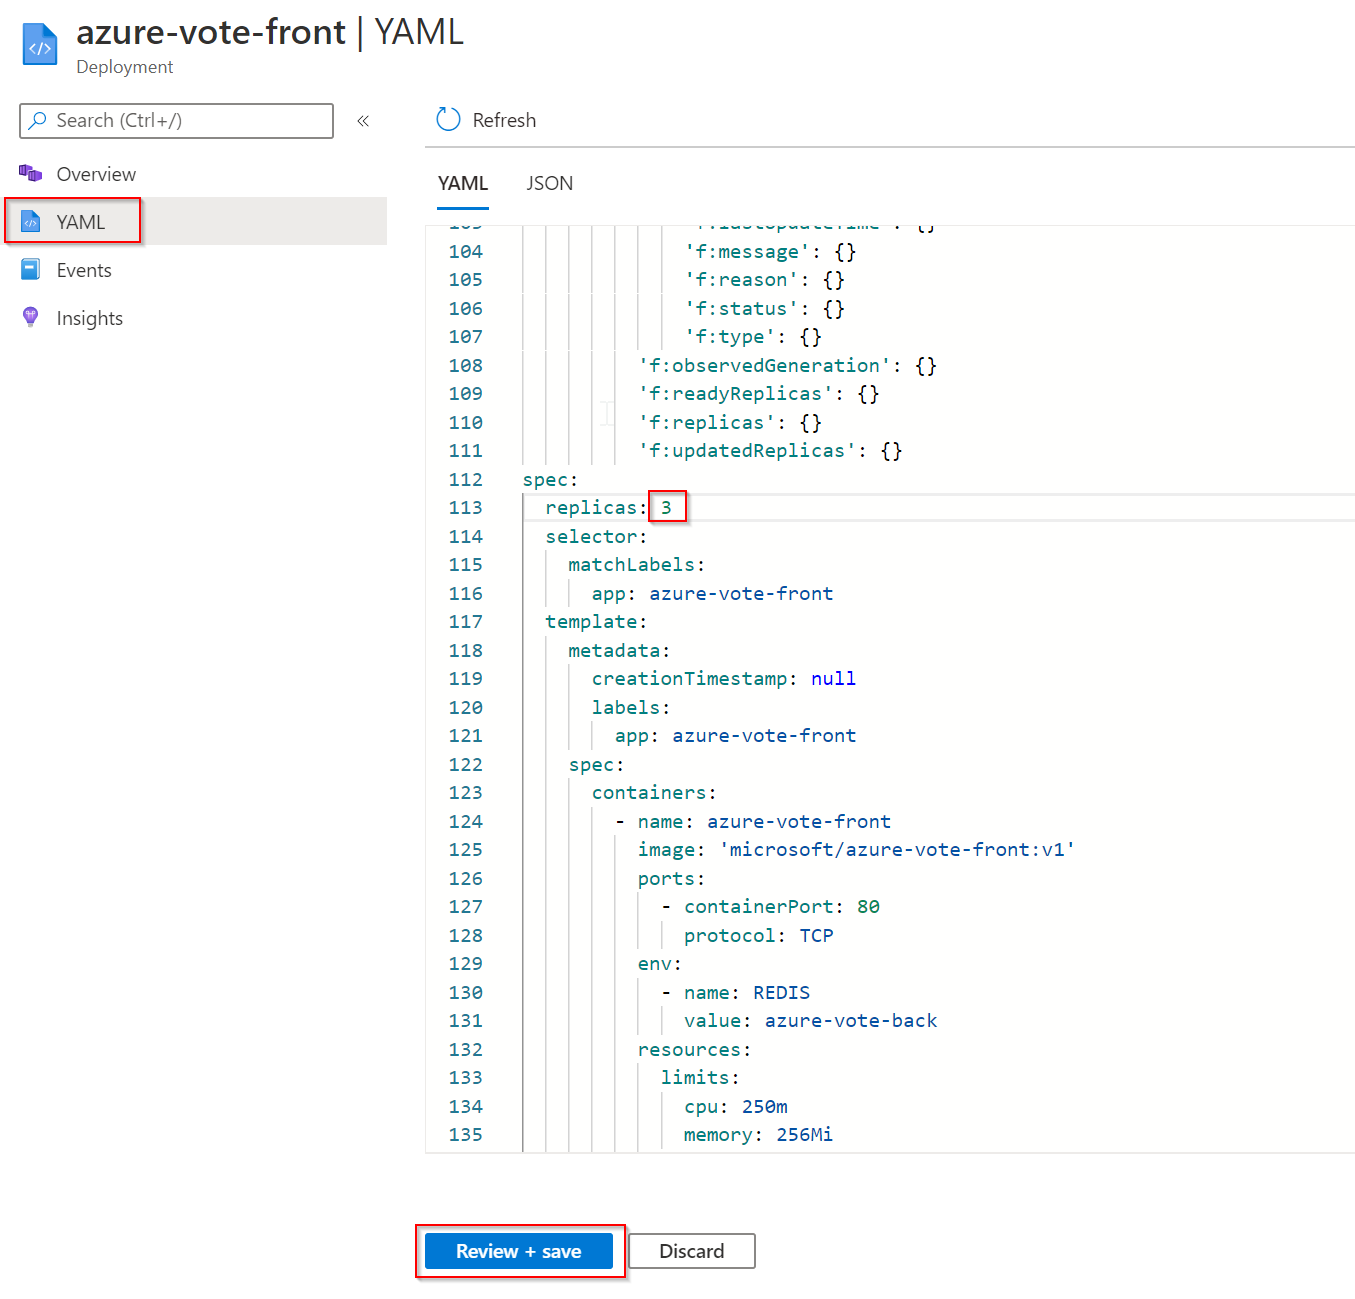 azure-vote-front | YAML
Deployment
Search (Ctrl+/)
«
Refresh
Overview
YAML
Events
Insights
YAML
JSON
104 'f:message': {}
105 'f:reason': {}
106 'f:status': {}
107 'f:type': {}
108 'f:observedGeneration': {}
109 'f:readyReplicas': {}
110 'f:replicas': {}
111 'f:updatedReplicas': {}
112 spec:
113 replicas: 3
114 selector:
115 matchLabels:
116 app: azure-vote-front
117 template:
118 metadata:
119 creationTimestamp: null
120 labels:
121 app: azure-vote-front
122 spec:
123 containers:
124 - name: azure-vote-front
125 image: 'microsoft/azure-vote-front:v1'
126 ports:
127 - containerPort: 80
128 protocol: TCP
129 env:
130 - name: REDIS
131 value: azure-vote-back
132 resources:
133 limits:
134 cpu: 250m
135 memory: 256Mi
Review + save
Discard